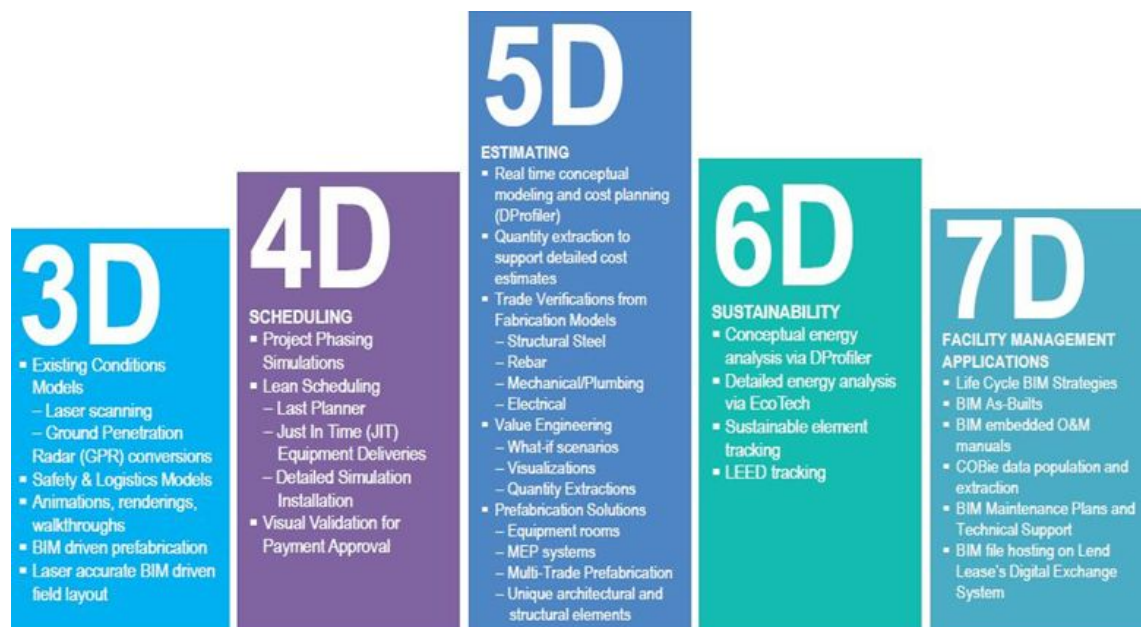 3D
▪ Existing Conditions
Models
– Laser scanning
– Ground Penetration
Radar (GPR) conversions
▪ Safety & Logistics Models
▪ Animations, renderings,
walkthroughs
▪ BIM driven prefabrication
▪ Laser accurate BIM driven
field layout
4D
SCHEDULING
▪ Project Phasing
Simulations
▪ Lean Scheduling
– Last Planner
– Just In Time (JIT)
Equipment Deliveries
– Detailed Simulation
Installation
▪ Visual Validation for
Payment Approval
5D
ESTIMATING
▪ Real time conceptual
modeling and cost planning
(DProfiler)
▪ Quantity extraction to
support detailed cost
estimates
▪ Trade Verifications from
Fabrication Models
– Structural Steel
– Rebar
– Mechanical/Plumbing
– Electrical
▪ Value Engineering
– What-if scenarios
– Visualizations
– Quantity Extractions
▪ Prefabrication Solutions
– Equipment rooms
– MEP systems
– Multi-Trade Prefabrication
– Unique architectural and
structural elements
6D
SUSTAINABILITY
▪ Conceptual energy
analysis via DProfiler
▪ Detailed energy analysis
via EcoTech
▪ Sustainable element
tracking
▪ LEED tracking
7D
FACILITY MANAGEMENT
APPLICATIONS
▪ Life Cycle BIM Strategies
▪ BIM As-Builts
▪ BIM embedded O&M
manuals
▪ COBie data population and
extraction
▪ BIM Maintenance Plans and
Technical Support
▪ BIM file hosting on Lend
Lease's Digital Exchange
System